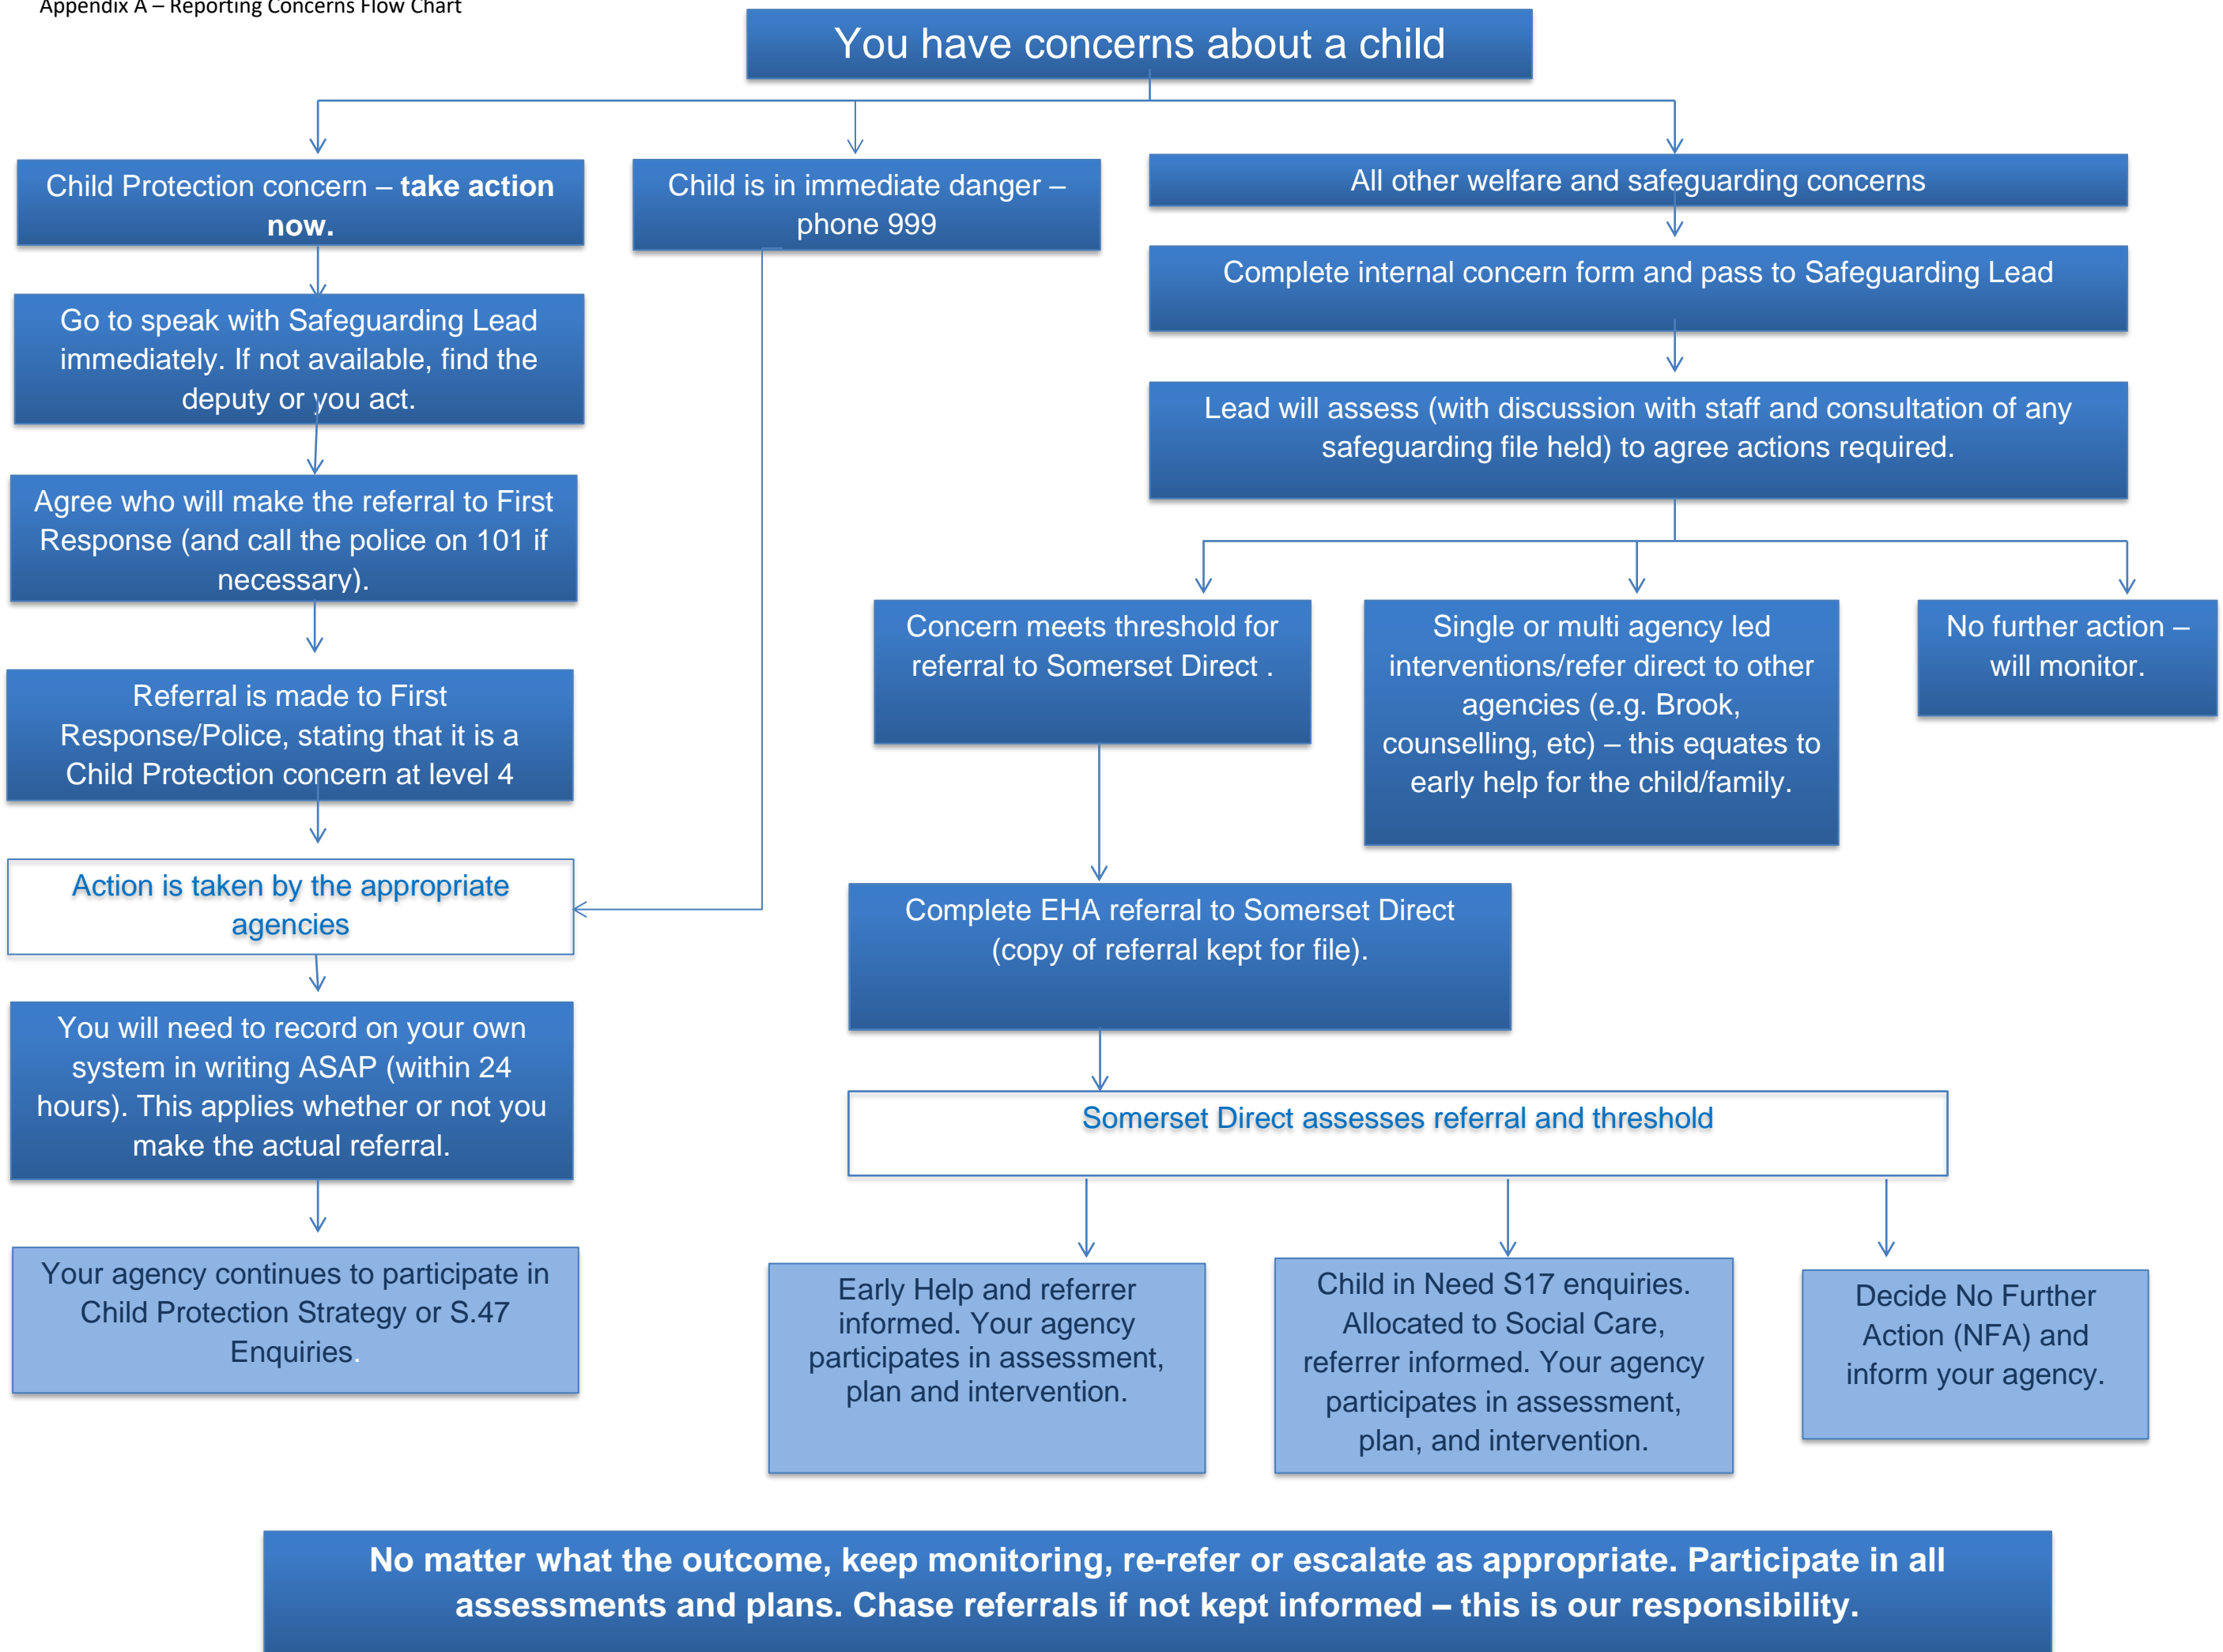 Appendix A – Reporting Concerns Flow Chart
You have concerns about a child
Child Protection concern – take action
now.
Child is in immediate danger –
phone 999
All other welfare and safeguarding concerns
Go to speak with Safeguarding Lead
immediately. If not available, find the
deputy or you act.
Complete internal concern form and pass to Safeguarding Lead
Lead will assess (with discussion with staff and consultation of any
safeguarding file held) to agree actions required.
Agree who will make the referral to First
Response (and call the police on 101 if
necessary).
Referral is made to First
Response/Police, stating that it is a
Child Protection concern at level 4
Concern meets threshold for
referral to Somerset Direct .
Single or multi agency led
interventions/refer direct to other
agencies (e.g. Brook,
counselling, etc) – this equates to
early help for the child/family.
No further action –
will monitor.
Action is taken by the appropriate
agencies
Complete EHA referral to Somerset Direct
(copy of referral kept for file).
You will need to record on your own
system in writing ASAP (within 24
hours). This applies whether or not you
make the actual referral.
Somerset Direct assesses referral and threshold
Your agency continues to participate in
Child Protection Strategy or S.47
Enquiries.
Early Help and referrer
informed. Your agency
participates in assessment,
plan and intervention.
Child in Need S17 enquiries.
Allocated to Social Care,
referrer informed. Your agency
participates in assessment,
plan, and intervention.
Decide No Further
Action (NFA) and
inform your agency.
No matter what the outcome, keep monitoring, re-refer or escalate as appropriate. Participate in all
assessments and plans. Chase referrals if not kept informed – this is our responsibility.